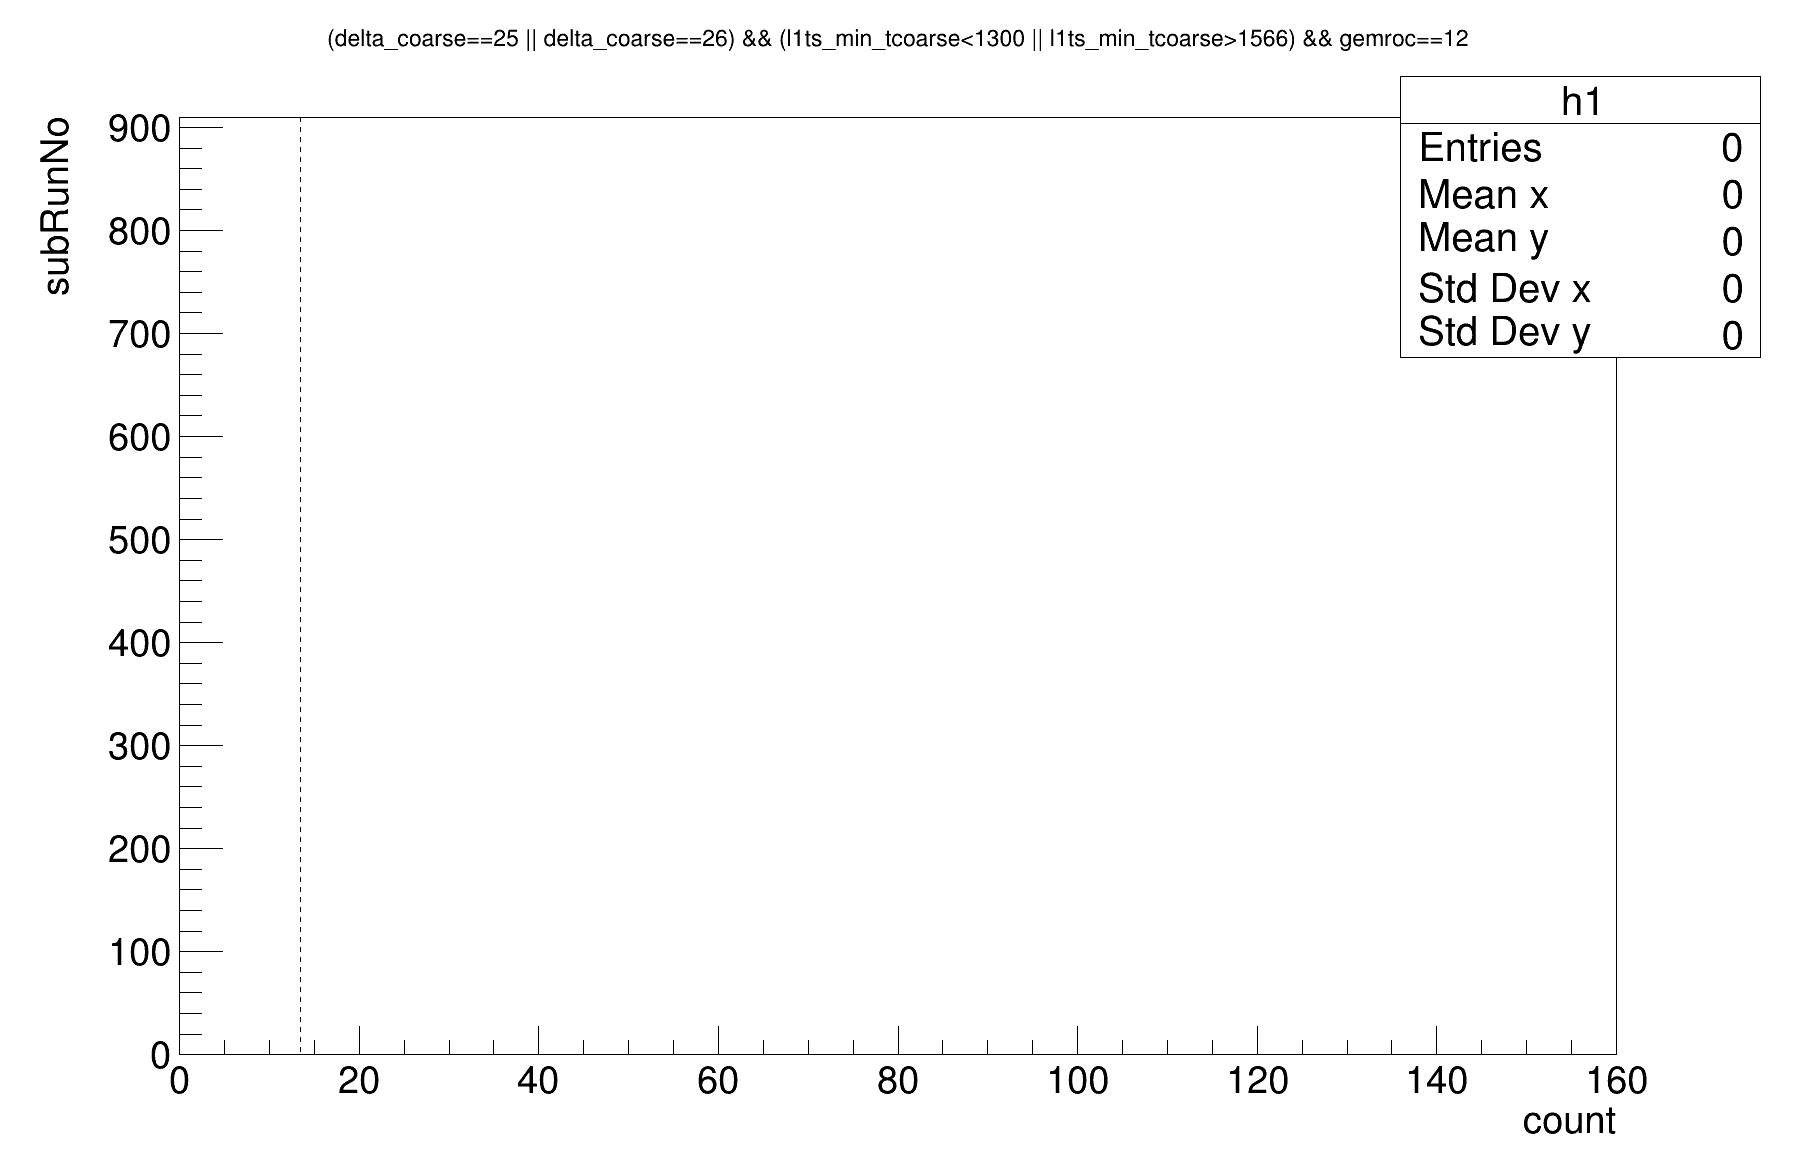 (delta_coarse==25 || delta_coarse==26) && (l1ts_min_tcoarse<1300 || l1ts_min_tcoarse>1566) && gemroc==12
h1
Entries 0
Mean x 0
Mean y 0
Std Dev x 0
Std Dev y 0
subRunNo
900
800
700
600
500
400
300
200
100
0
0 20 40 60 80 100 120 140 160
count